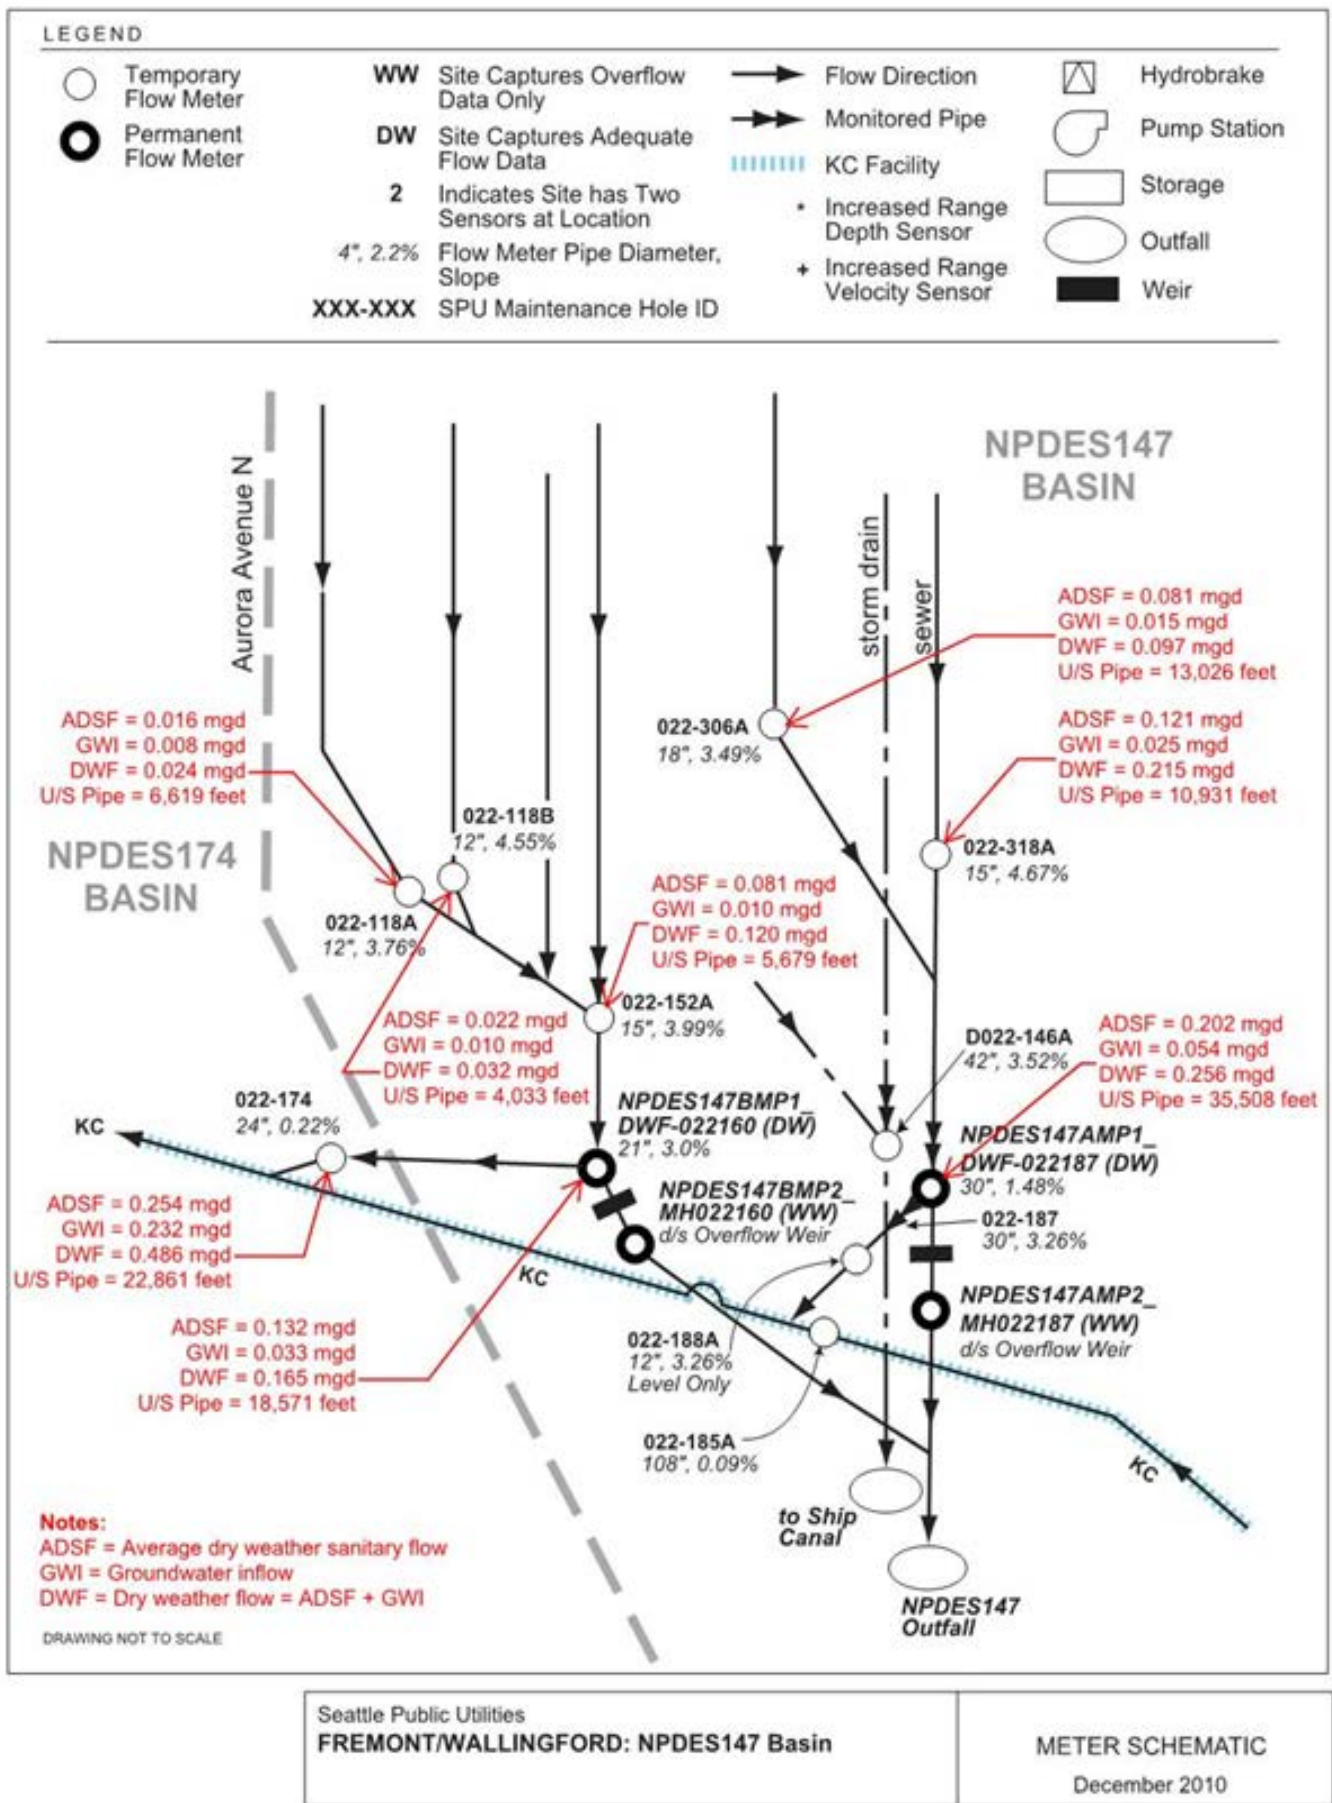 LEGEND
Temporary
Flow Meter
Permanent
Flow Meter
WW Site Captures Overflow
Data Only
DW Site Captures Adequate
Flow Data
2 Indicates Site has Two
Sensors at Location
4", 2.2% Flow Meter Pipe Diameter,
Slope
XXX-XXX SPU Maintenance Hole ID
Flow Direction
Monitored Pipe
KC Facility
* Increased Range
Depth Sensor
+ Increased Range
Velocity Sensor
Hydrobrake
Pump Station
Storage
Outfall
Weir
Aurora Avenue N
NPDES147
BASIN
storm drain
sewer
ADSF = 0.081 mgd
GWI = 0.015 mgd
DWF = 0.097 mgd
U/S Pipe = 13,026 feet
022-306A
18", 3.49%
ADSF = 0.121 mgd
GWI = 0.025 mgd
DWF = 0.215 mgd
U/S Pipe = 10,931 feet
ADSF = 0.016 mgd
GWI = 0.008 mgd
DWF = 0.024 mgd
U/S Pipe = 6,619 feet
022-118B
12", 4.55%
NPDES174
BASIN
022-318A
15", 4.67%
ADSF = 0.081 mgd
GWI = 0.010 mgd
DWF = 0.120 mgd
U/S Pipe = 5,679 feet
022-118A
12", 3.76%
022-152A
15", 3.99%
ADSF = 0.022 mgd
GWI = 0.010 mgd
DWF = 0.032 mgd
U/S Pipe = 4,033 feet
D022-146A
42", 3.52%
ADSF = 0.202 mgd
GWI = 0.054 mgd
DWF = 0.256 mgd
U/S Pipe = 35,508 feet
022-174
24", 0.22%
KC
NPDES147BMP1_
DWF-022160 (DW)
21", 3.0%
NPDES147AMP1_
DWF-022187 (DW)
30", 1.48%
NPDES147BMP2_
MH022160 (WW)
d/s Overflow Weir
022-187
30", 3.26%
ADSF = 0.254 mgd
GWI = 0.232 mgd
DWF = 0.486 mgd
U/S Pipe = 22,861 feet
KC
NPDES147AMP2_
MH022187 (WW)
d/s Overflow Weir
ADSF = 0.132 mgd
GWI = 0.033 mgd
DWF = 0.165 mgd
U/S Pipe = 18,571 feet
022-188A
12", 3.26%
Level Only
022-185A
108", 0.09%
KC
to Ship
Canal
Notes:
ADSF = Average dry weather sanitary flow
GWI = Groundwater inflow
DWF = Dry weather flow = ADSF + GWI
NPDES147
Outfall
DRAWING NOT TO SCALE
Seattle Public Utilities
FREMONT/WALLINGFORD: NPDES147 Basin
METER SCHEMATIC
December 2010